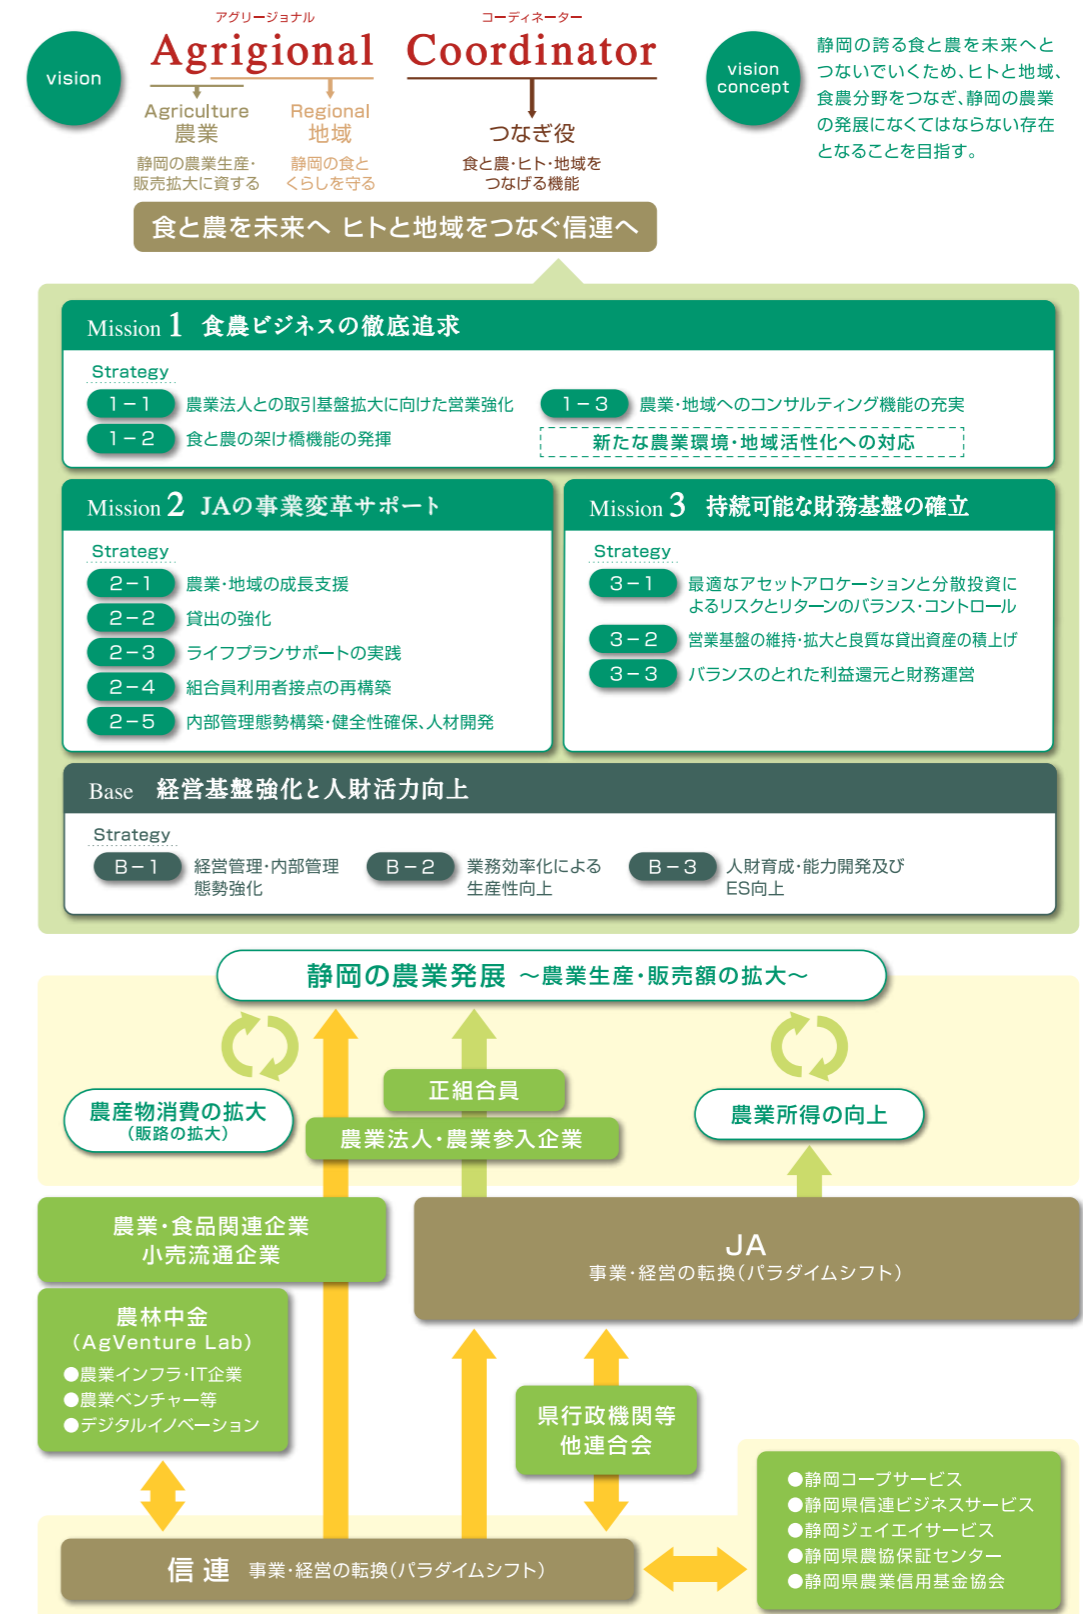 vision
アグリージョナル
Agrigional
コーディネーター
Coordinator
Agriculture
農業
静岡の農業生産・
販売拡大に資する
Regional
地域
静岡の食と
くらしを守る
つなぎ役
食と農・ヒト・地域を
つなげる機能
vision
concept
静岡の誇る食と農を未来へと
つないでいくため、ヒトと地域、
食農分野をつなぎ、静岡の農業
の発展になくてはならない存在
となることを目指す。
食と農を未来へ ヒトと地域をつなぐ信連へ
Mission 1 食農ビジネスの徹底追求
Strategy
1-1 農業法人との取引基盤拡大に向けた営業強化
1-2 食と農の架け橋機能の発揮
1-3 農業・地域へのコンサルティング機能の充実
新たな農業環境・地域活性化への対応
Mission 2 JAの事業変革サポート
Strategy
2-1 農業・地域の成長支援
2-2 貸出の強化
2-3 ライフプランサポートの実践
2-4 組合員利用者接点の再構築
2-5 内部管理態勢構築・健全性確保、人材開発
Mission 3 持続可能な財務基盤の確立
Strategy
3-1 最適なアセットアロケーションと分散投資に
よるリスクとリターンのバランス・コントロール
3-2 営業基盤の維持・拡大と良質な貸出資産の積上げ
3-3 バランスのとれた利益還元と財務運営
Base 経営基盤強化と人財活力向上
Strategy
B-1 経営管理・内部管理
態勢強化
B-2 業務効率化による
生産性向上
B-3 人財育成・能力開発及び
ES向上
静岡の農業発展 ～農業生産・販売額の拡大～
農産物消費の拡大
(販路の拡大)
正組合員
農業法人・農業参入企業
農業所得の向上
農業・食品関連企業
小売流通企業
JA
事業・経営の転換(パラダイムシフト)
農林中金
(AgVenture Lab)
●農業インフラ・IT企業
●農業ベンチャー等
●デジタルイノベーション
県行政機関等
他連合会
●静岡コープサービス
●静岡県信連ビジネスサービス
●静岡ジェイエイサービス
●静岡県農協保証センター
●静岡県農業信用基金協会
信連 事業・経営の転換(パラダイムシフト)